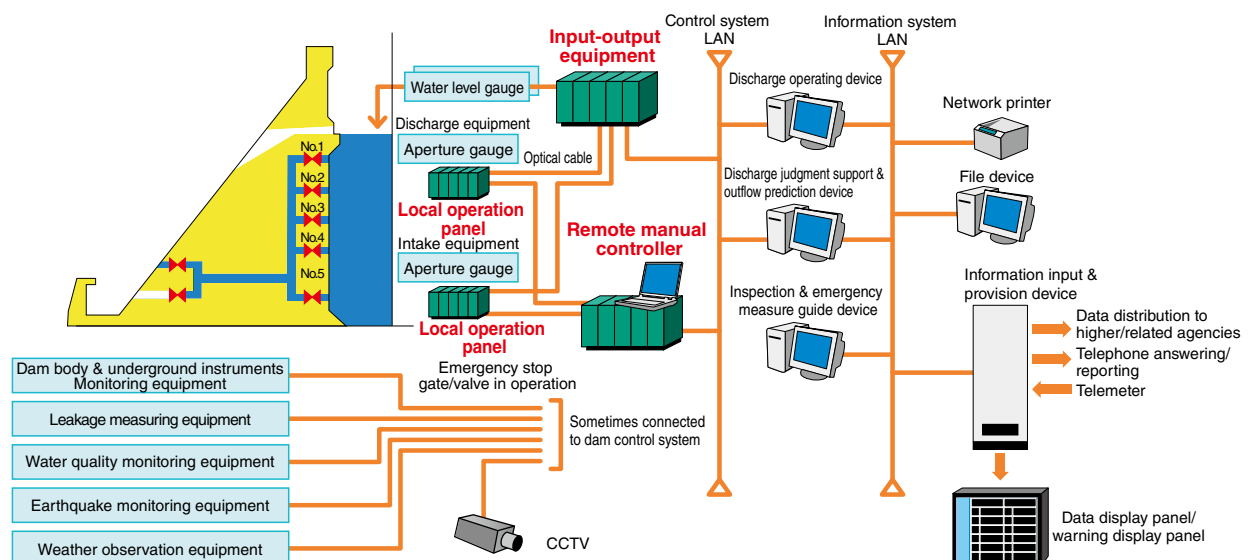 Control system
LAN
Information system
LAN
Input-output
equipment
Water level gauge
Discharge operating device
Network printer
Discharge equipment
Aperture gauge
Optical cable
No.1
No.2
No.3
No.4
No.5
Local operation
panel
Discharge judgment support &
outflow prediction device
File device
Intake equipment
Aperture gauge
Remote manual
controller
Local operation
panel
Inspection & emergency
measure guide device
Information input &
provision device
Data distribution to
higher/related agencies
Telephone answering/
reporting
Telemeter
Emergency stop
gate/valve in operation
Dam body & underground instruments
Monitoring equipment
Leakage measuring equipment
Water quality monitoring equipment
Earthquake monitoring equipment
Weather observation equipment
Sometimes connected
to dam control system
CCTV
Data display panel/
warning display panel